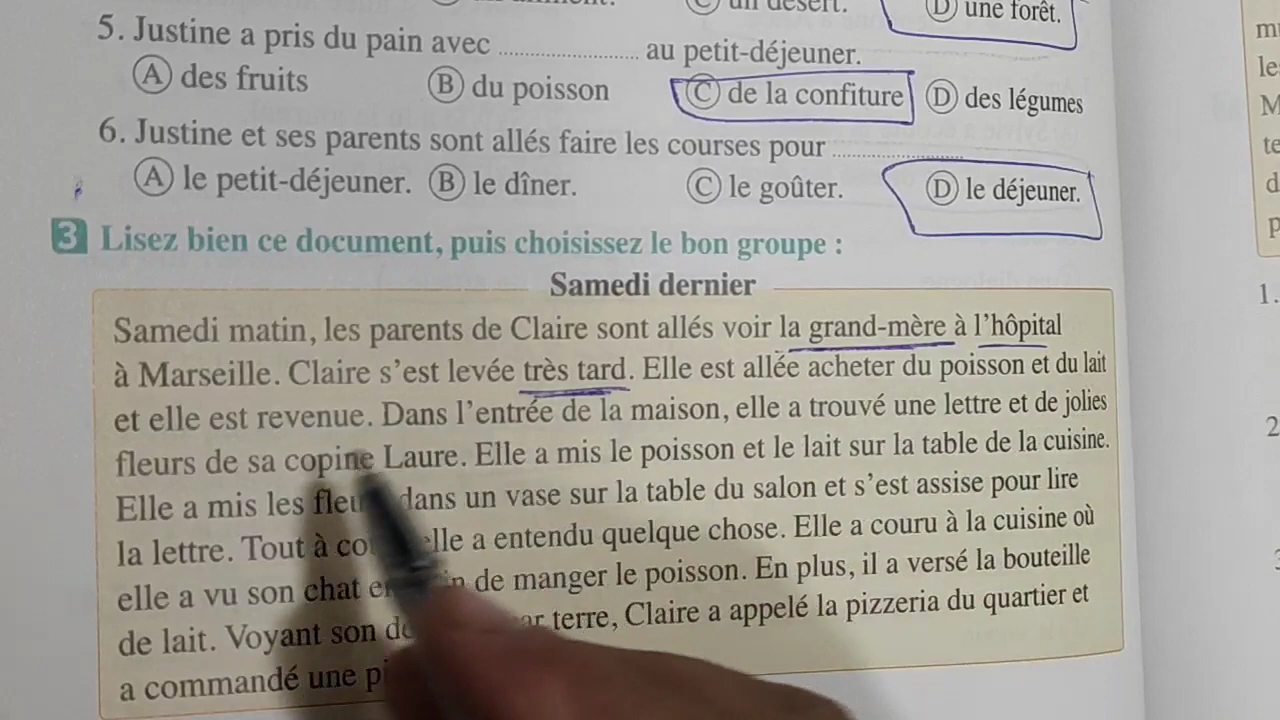 C un désert.
D une forêt.
5. Justine a pris du pain avec .................... au petit-déjeuner.
A des fruits B du poisson C de la confiture D des légumes
6. Justine et ses parents sont allés faire les courses pour ....................
A le petit-déjeuner. B le dîner. C le goûter. D le déjeuner.
3 Lisez bien ce document, puis choisissez le bon groupe :
Samedi dernier
Samedi matin, les parents de Claire sont allés voir la grand-mère à l'hôpital
à Marseille. Claire s'est levée très tard. Elle est allée acheter du poisson et du lait
et elle est revenue. Dans l'entrée de la maison, elle a trouvé une lettre et de jolies
fleurs de sa copine Laure. Elle a mis le poisson et le lait sur la table de la cuisine.
Elle a mis les dans un vase sur la table du salon et s'est assise pour lire
la lettre. Tout à elle a entendu quelque chose. Elle a couru à la cuisine où
elle a vu son chat de manger le poisson. En plus, il a versé la bouteille
de lait. Voyant son terre, Claire a appelé la pizzeria du quartier et
a commandé une
1.
2